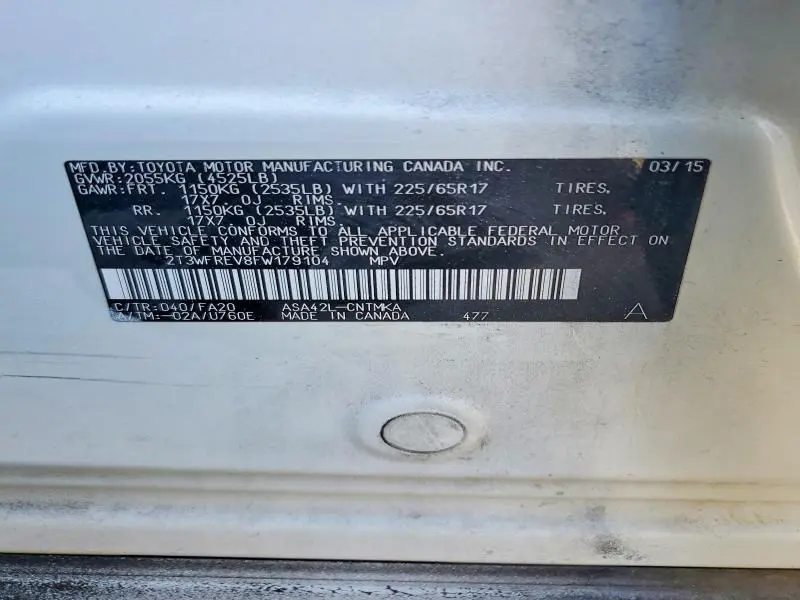 MFD BY: TOYOTA MOTOR MANUFACTURING CANADA INC. 03/15
GVWR: 2055KG (4525LB)
GAWR: FRT. 1150KG (2535LB) WITH 225/65R17 TIRES,
17X7.0J RIMS
RR. 1150KG (2535LB) WITH 225/65R17 TIRES,
17X7.0J RIMS
THIS VEHICLE CONFORMS TO ALL APPLICABLE FEDERAL MOTOR
VEHICLE SAFETY AND THEFT PREVENTION STANDARDS IN EFFECT ON
THE DATE OF MANUFACTURE SHOWN ABOVE.
2T3WFREV8FW179104 MPV
C/TR: 040/FA20 ASA42L-CNTMKA
A/TM: -02A/U760E MADE IN CANADA 477 A